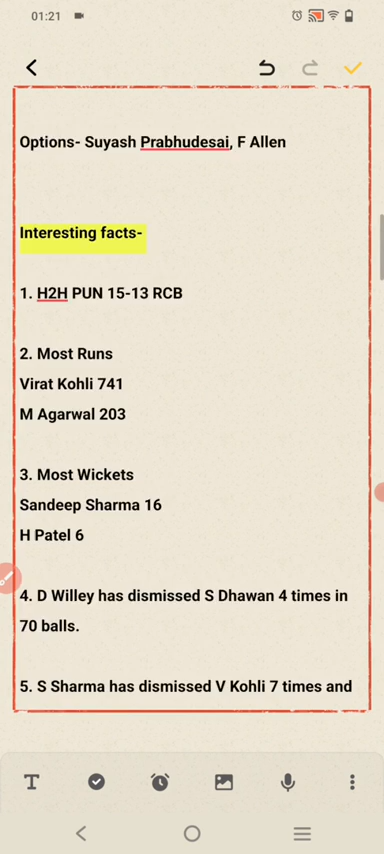 01:21
Options- Suyash Prabhudesai, F Allen
Interesting facts-
1. H2H PUN 15-13 RCB
2. Most Runs
Virat Kohli 741
M Agarwal 203
3. Most Wickets
Sandeep Sharma 16
H Patel 6
4. D Willey has dismissed S Dhawan 4 times in
70 balls.
5. S Sharma has dismissed V Kohli 7 times and
T